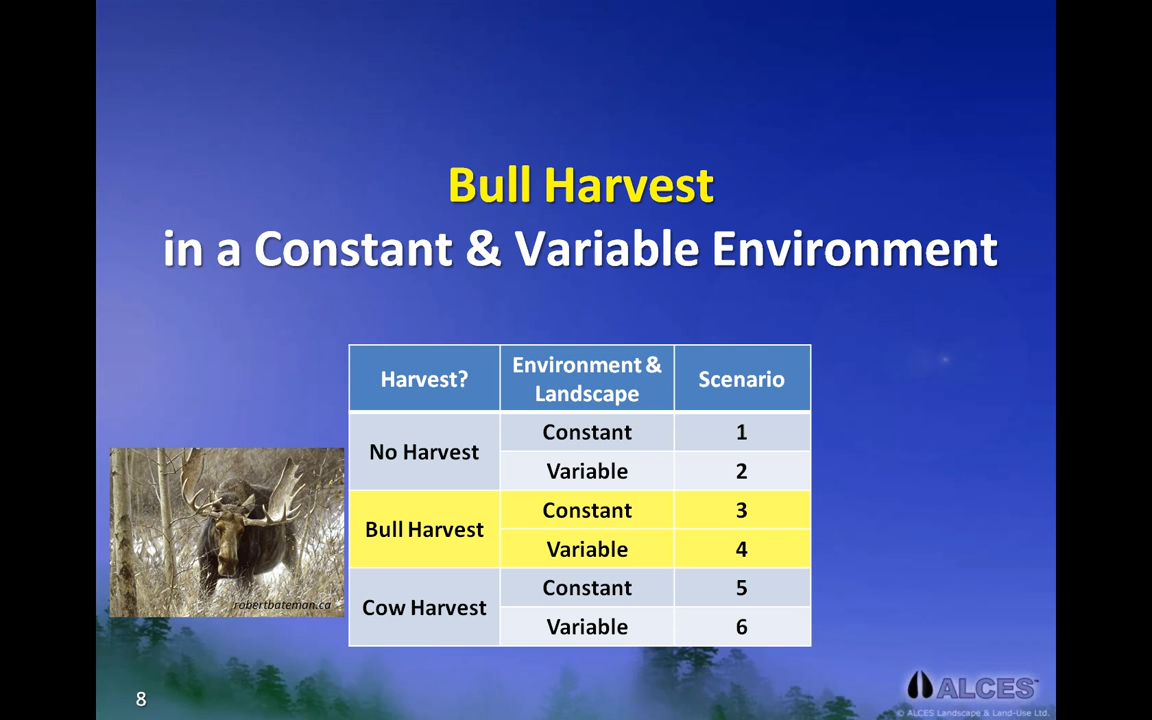 Bull Harvest
in a Constant & Variable Environment
Harvest? Environment & Landscape Scenario
No Harvest Constant 1
Variable 2
Bull Harvest Constant 3
Variable 4
Cow Harvest Constant 5
Variable 6
robertbateman.ca
8
ALCES™
© ALCES Landscape & Land-Use Ltd.